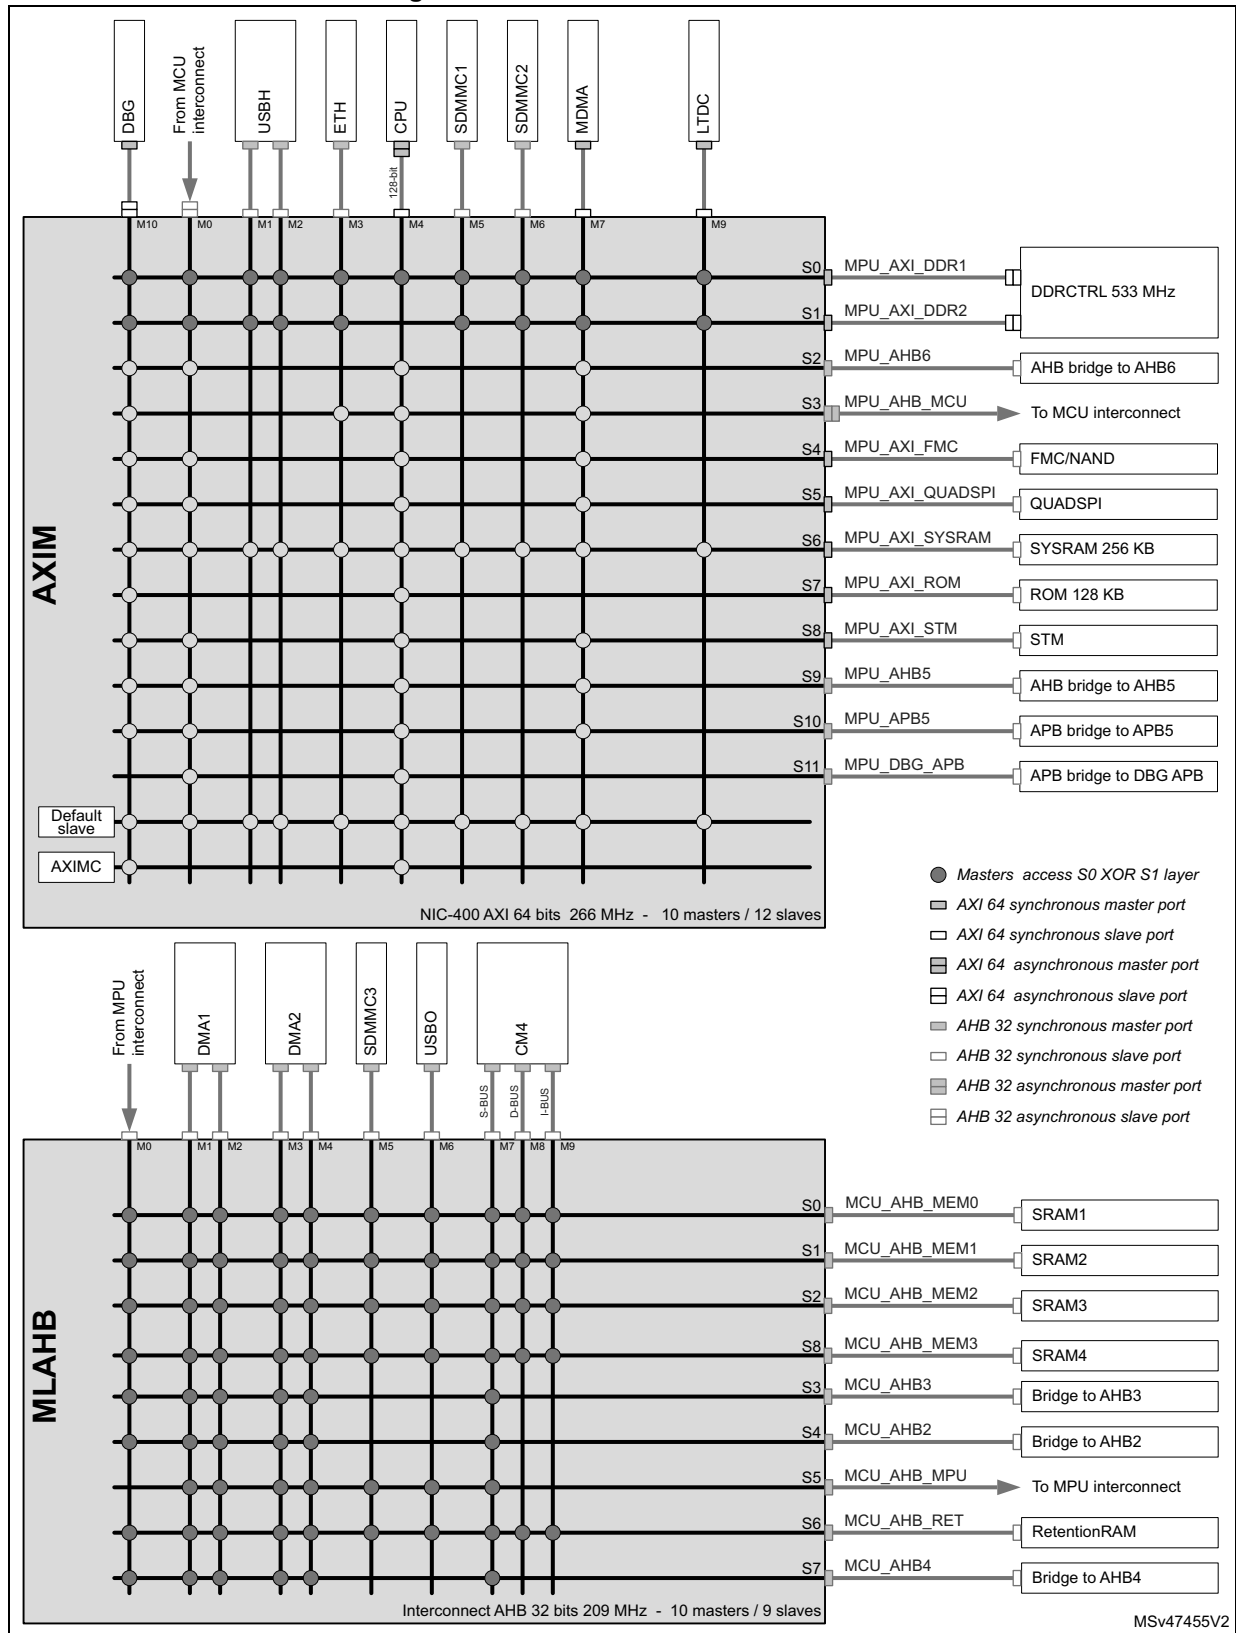 DBG
From MCU
interconnect
USBH
ETH
CPU
SDMMC1
SDMMC2
MDMA
LTDC
128-bit
M10
M0
M1
M2
M3
M4
M5
M6
M7
M9
AXIM
S0
MPU_AXI_DDR1
DDRCTRL 533 MHz
S1
MPU_AXI_DDR2
S2
MPU_AHB6
AHB bridge to AHB6
S3
MPU_AHB_MCU
To MCU interconnect
S4
MPU_AXI_FMC
FMC/NAND
S5
MPU_AXI_QUADSPI
QUADSPI
S6
MPU_AXI_SYSRAM
SYSRAM 256 KB
S7
MPU_AXI_ROM
ROM 128 KB
S8
MPU_AXI_STM
STM
S9
MPU_AHB5
AHB bridge to AHB5
S10
MPU_APB5
APB bridge to APB5
S11
MPU_DBG_APB
APB bridge to DBG APB
Default
slave
AXIMC
NIC-400 AXI 64 bits 266 MHz - 10 masters / 12 slaves
Masters access S0 XOR S1 layer
AXI 64 synchronous master port
AXI 64 synchronous slave port
AXI 64 asynchronous master port
AXI 64 asynchronous slave port
AHB 32 synchronous master port
AHB 32 synchronous slave port
AHB 32 asynchronous master port
AHB 32 asynchronous slave port
From MPU
interconnect
DMA1
DMA2
SDMMC3
USBO
CM4
S-BUS
D-BUS
I-BUS
M0
M1
M2
M3
M4
M5
M6
M7
M8
M9
MLAHB
S0
MCU_AHB_MEM0
SRAM1
S1
MCU_AHB_MEM1
SRAM2
S2
MCU_AHB_MEM2
SRAM3
S8
MCU_AHB_MEM3
SRAM4
S3
MCU_AHB3
Bridge to AHB3
S4
MCU_AHB2
Bridge to AHB2
S5
MCU_AHB_MPU
To MPU interconnect
S6
MCU_AHB_RET
RetentionRAM
S7
MCU_AHB4
Bridge to AHB4
Interconnect AHB 32 bits 209 MHz - 10 masters / 9 slaves
MSv47455V2